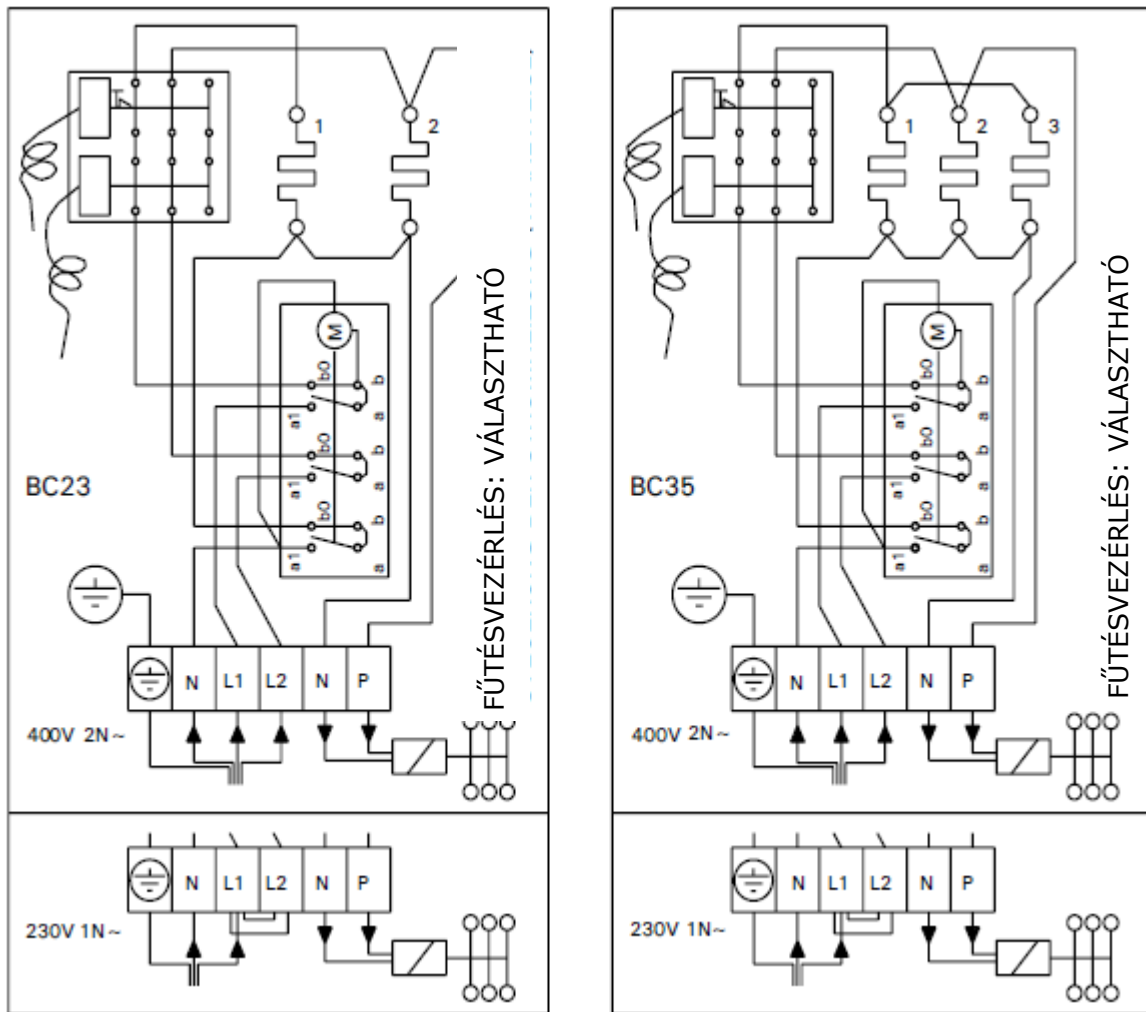 1
2
M
b0
b
a1
a
b0
b
a1
a
b0
b
a1
a
BC23
FŰTÉSVEZÉRLÉS: VÁLASZTHATÓ
N L1 L2 N P
400V 2N~
N L1 L2 N P
230V 1N~
1 2 3
M
b0
b
a1
a
b0
b
a1
a
b0
b
a1
a
BC35
FŰTÉSVEZÉRLÉS: VÁLASZTHATÓ
N L1 L2 N P
400V 2N~
N L1 L2 N P
230V 1N~